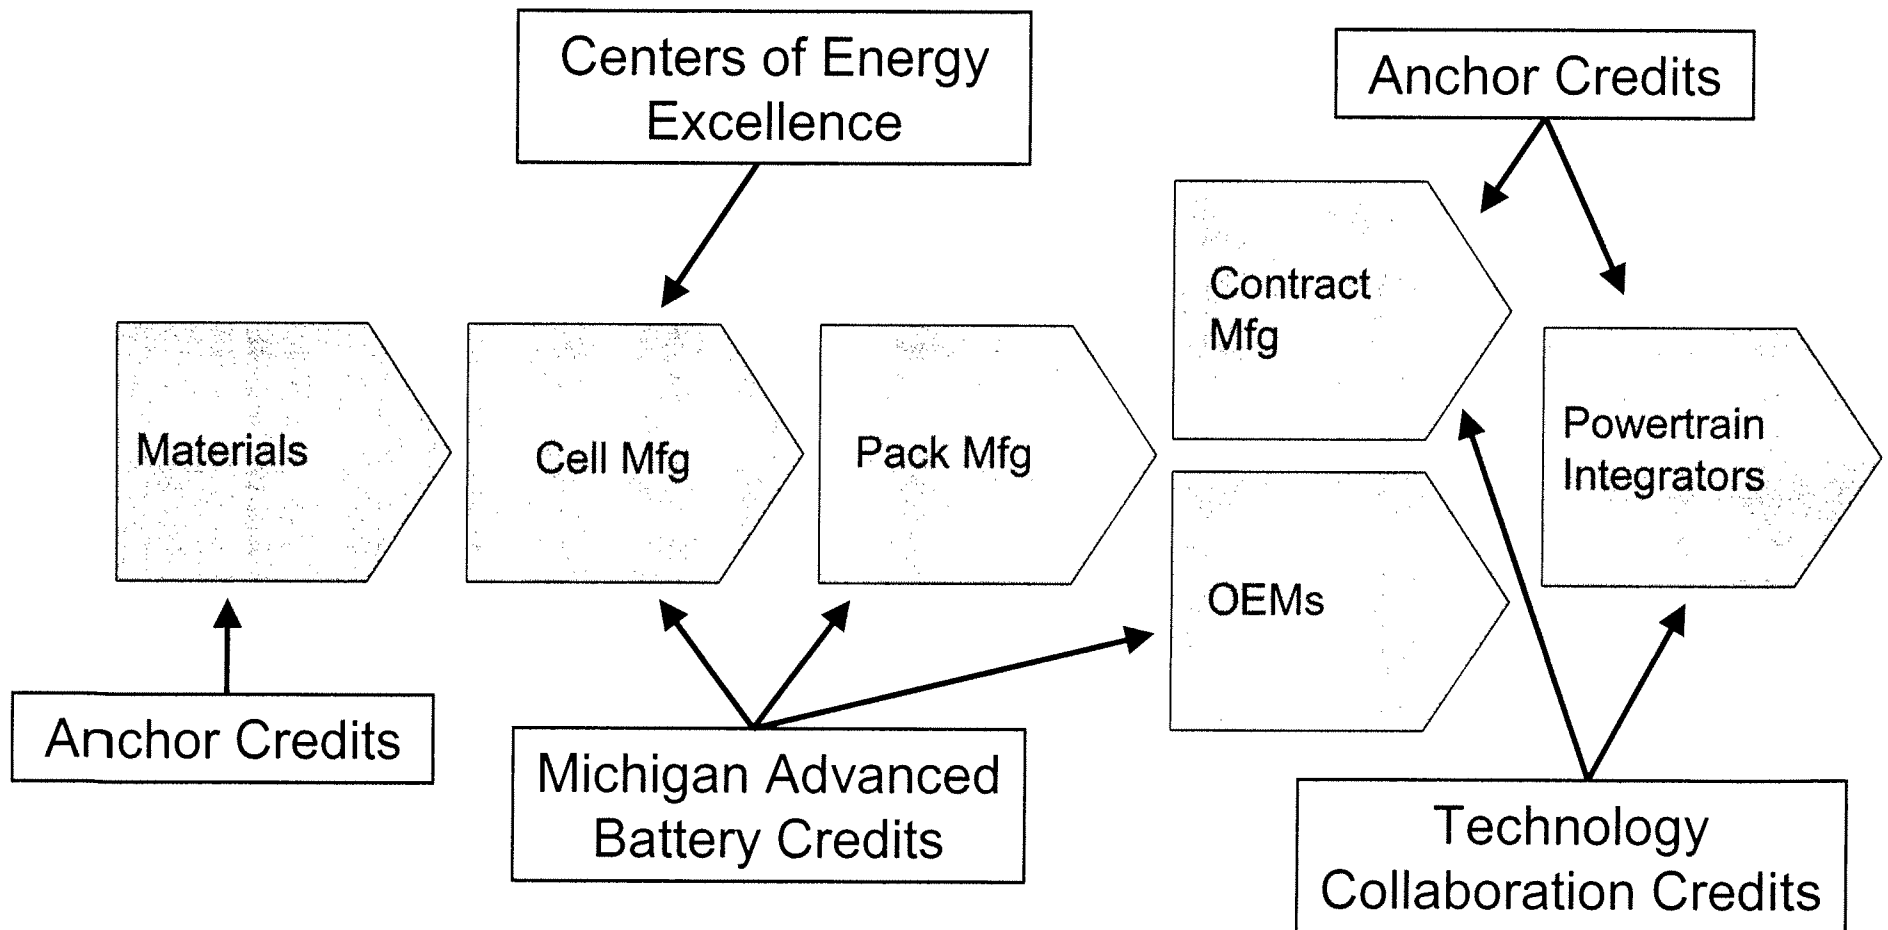 Centers of Energy
Excellence
Anchor Credits
Contract
Mfg
Materials
Cell Mfg
Pack Mfg
Powertrain
Integrators
OEMs
Anchor Credits
Michigan Advanced
Battery Credits
Technology
Collaboration Credits